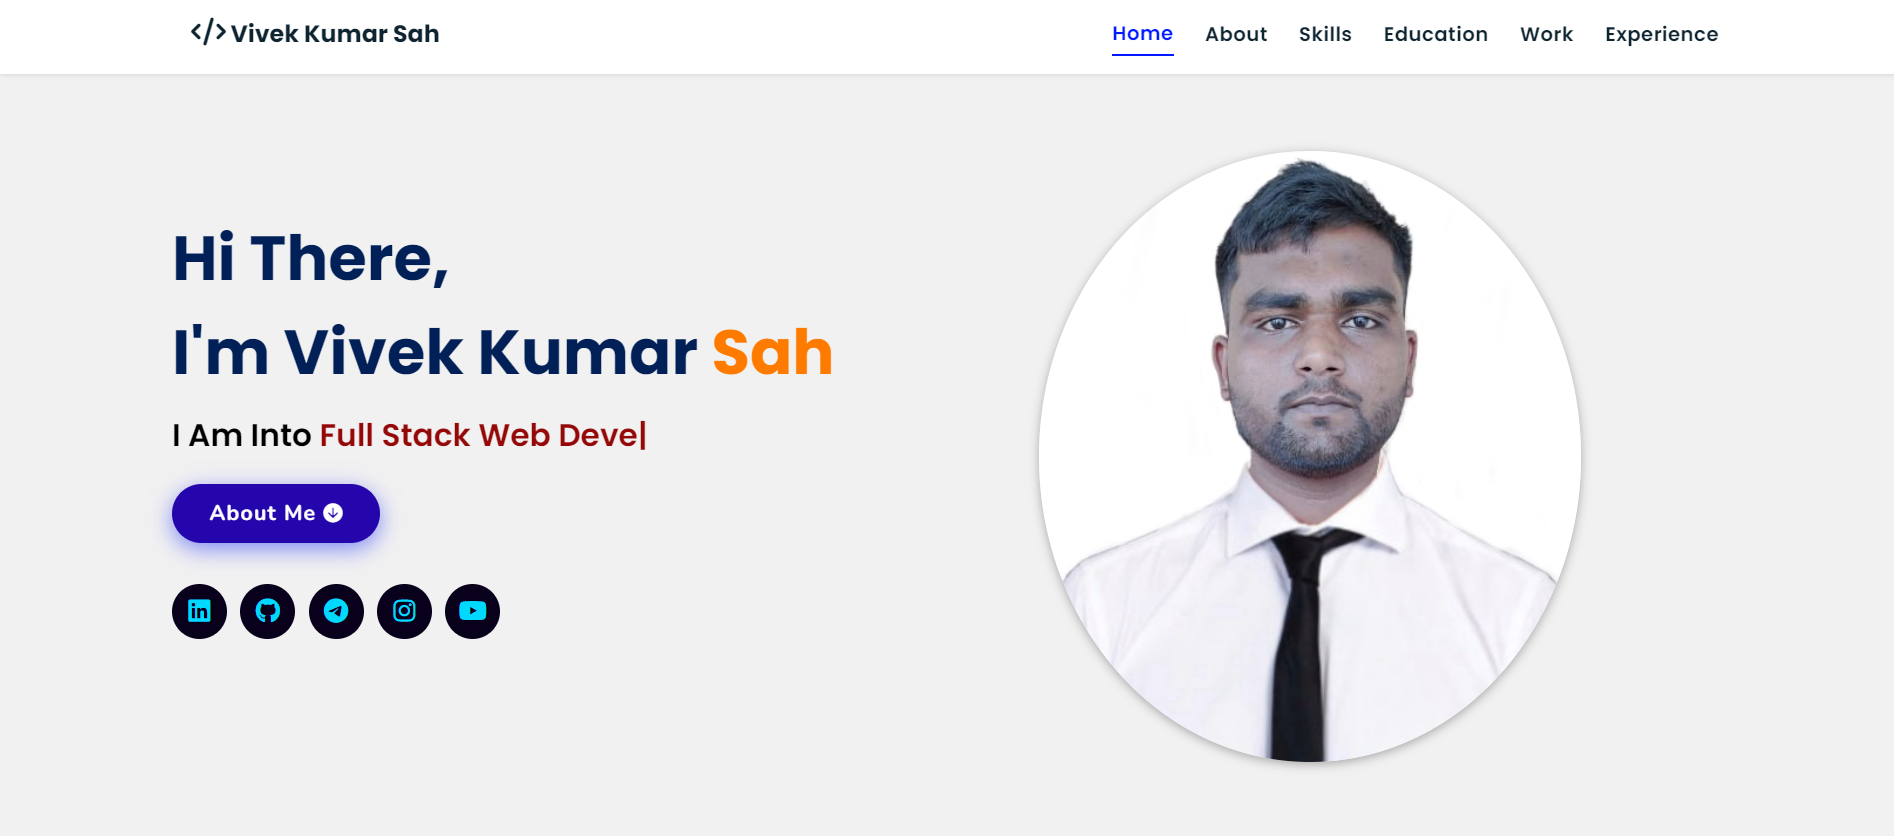 </> Vivek Kumar Sah
Home About Skills Education Work Experience
Hi There,
I'm Vivek Kumar Sah
I Am Into Full Stack Web Deve|
About Me